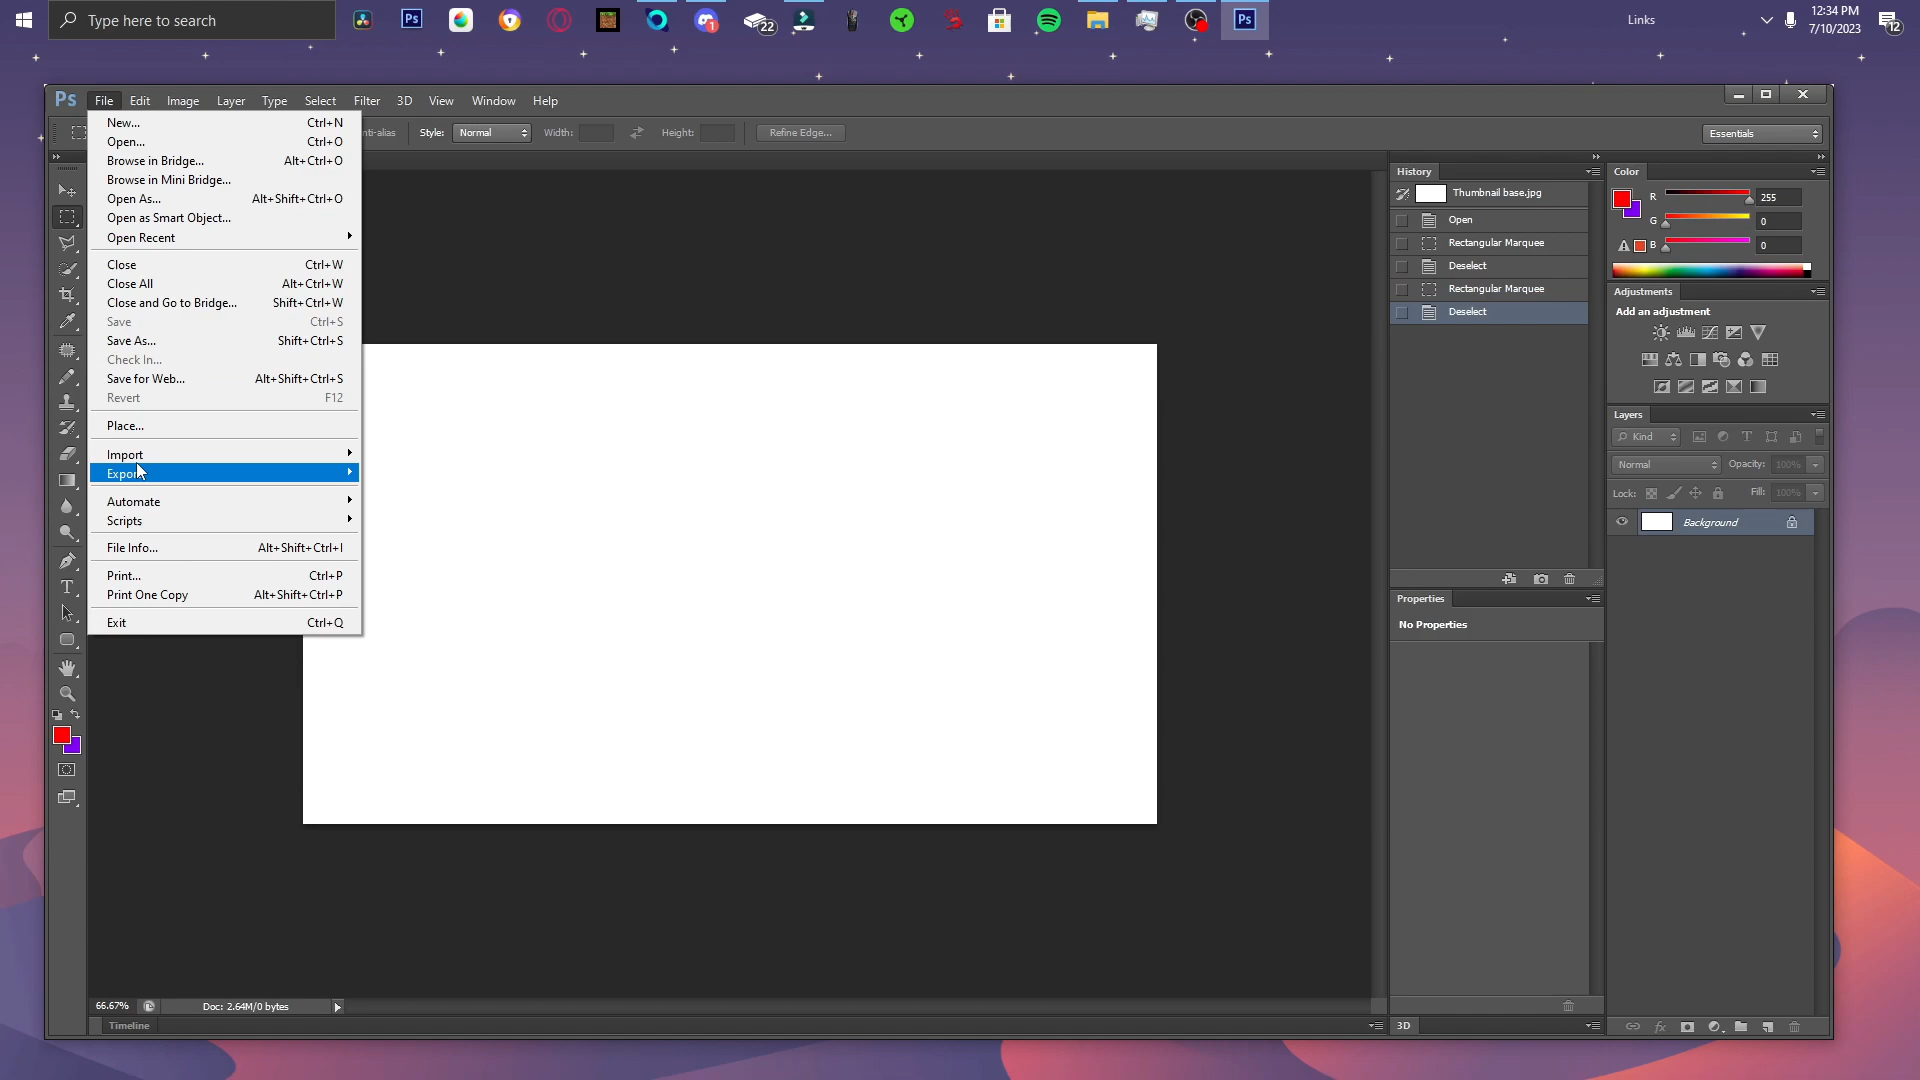 Type here to search
Ps
22
Ps
Links
12:34 PM
7/10/2023
12
Ps File Edit Image Layer Type Select Filter 3D View Window Help
nti-alias Style: Normal Width: Height: Refine Edge... Essentials
New... Ctrl+N
Open... Ctrl+O
Browse in Bridge... Alt+Ctrl+O
Browse in Mini Bridge...
Open As... Alt+Shift+Ctrl+O
Open as Smart Object...
Open Recent
Close Ctrl+W
Close All Alt+Ctrl+W
Close and Go to Bridge... Shift+Ctrl+W
Save Ctrl+S
Save As... Shift+Ctrl+S
Check In...
Save for Web... Alt+Shift+Ctrl+S
Revert F12
Place...
Import
Export
Automate
Scripts
File Info... Alt+Shift+Ctrl+I
Print... Ctrl+P
Print One Copy Alt+Shift+Ctrl+P
Exit Ctrl+Q
History
Thumbnail base.jpg
Open
Rectangular Marquee
Deselect
Rectangular Marquee
Deselect
Properties
No Properties
Color
R 255
G 0
B 0
Adjustments
Add an adjustment
Layers
Kind
Normal Opacity: 100%
Lock: Fill: 100%
Background
66.67% Doc: 2.64M/0 bytes
Timeline
3D
fx